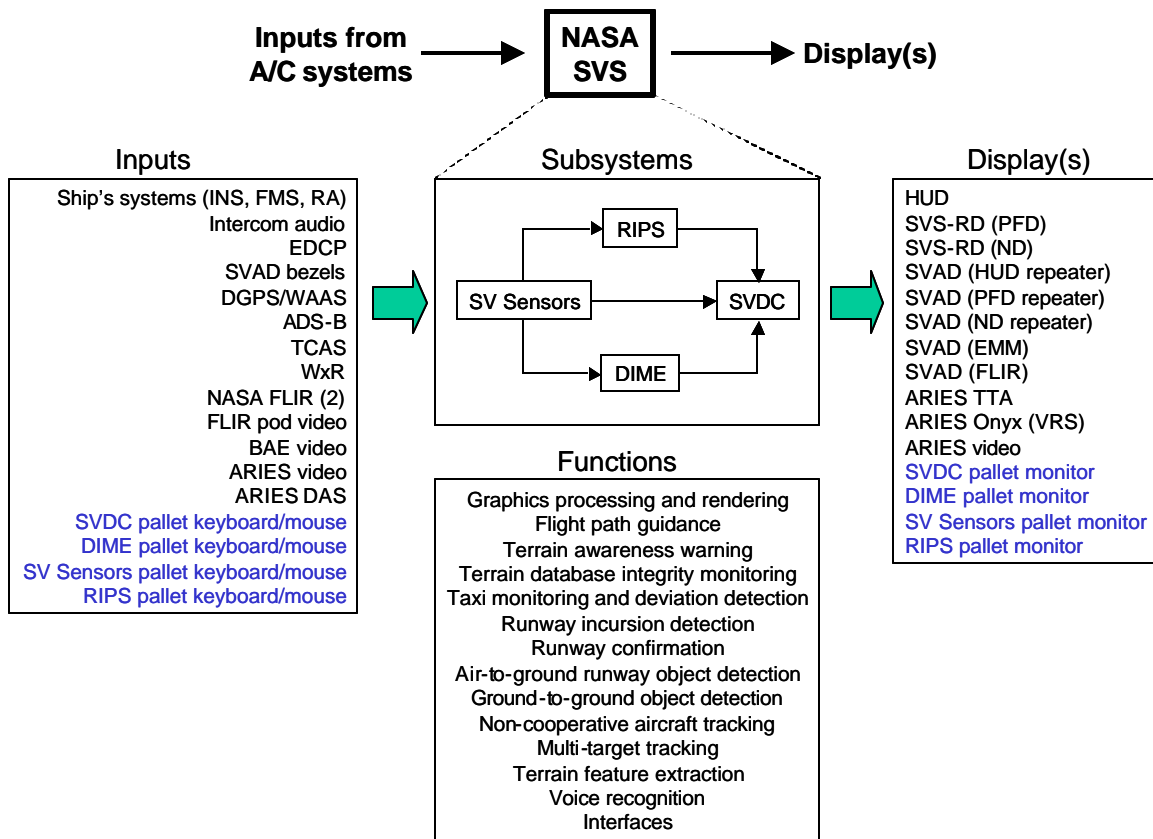 Inputs from
A/C systems
NASA
SVS
Display(s)
Inputs
Ship's systems (INS, FMS, RA)
Intercom audio
EDCP
SVAD bezels
DGPS/WAAS
ADS-B
TCAS
WxR
NASA FLIR (2)
FLIR pod video
BAE video
ARIES video
ARIES DAS
SVDC pallet keyboard/mouse
DIME pallet keyboard/mouse
SV Sensors pallet keyboard/mouse
RIPS pallet keyboard/mouse
Subsystems
RIPS
SV Sensors
SVDC
DIME
Functions
Graphics processing and rendering
Flight path guidance
Terrain awareness warning
Terrain database integrity monitoring
Taxi monitoring and deviation detection
Runway incursion detection
Runway confirmation
Air-to-ground runway object detection
Ground-to-ground object detection
Non-cooperative aircraft tracking
Multi-target tracking
Terrain feature extraction
Voice recognition
Interfaces
Display(s)
HUD
SVS-RD (PFD)
SVS-RD (ND)
SVAD (HUD repeater)
SVAD (PFD repeater)
SVAD (ND repeater)
SVAD (EMM)
SVAD (FLIR)
ARIES TTA
ARIES Onyx (VRS)
ARIES video
SVDC pallet monitor
DIME pallet monitor
SV Sensors pallet monitor
RIPS pallet monitor